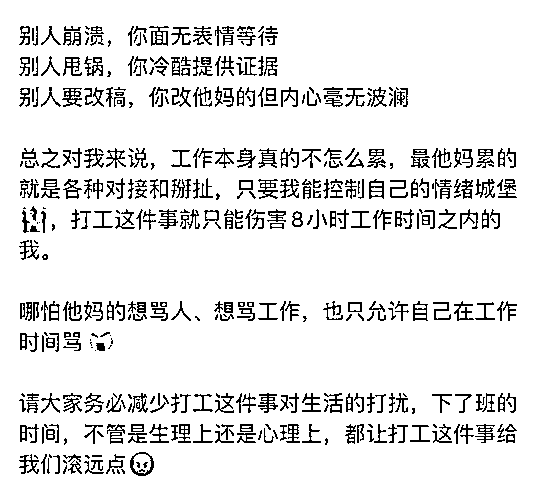 别人崩溃，你面无表情等待
别人甩锅，你冷酷提供证据
别人要改稿，你改他妈的但内心毫无波澜
总之对我来说，工作本身真的不怎么累，最他妈累的
就是各种对接和掰扯，只要我能控制自己的情绪城堡
🏰，打工这件事就只能伤害8小时工作时间之内的
我。
哪怕他妈的想骂人、想骂工作，也只允许自己在工作
时间骂
请大家务必减少打工这件事对生活的打扰，下了班的
时间，不管是生理上还是心理上，都让打工这件事给
我们滚远点😡